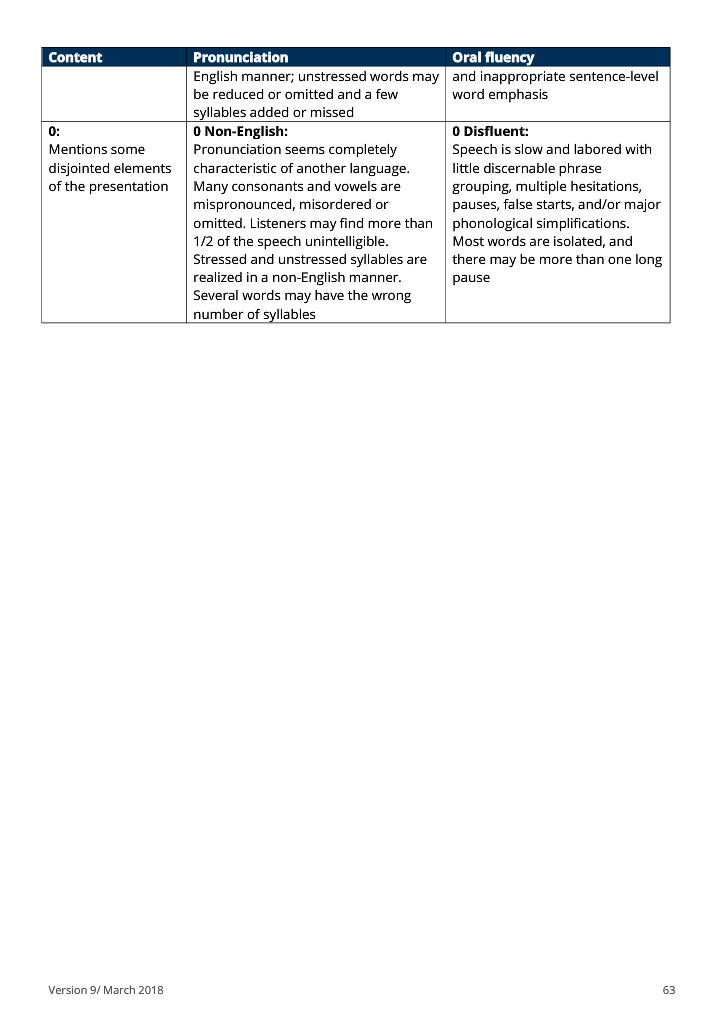 Content
Pronunciation
Oral fluency
English manner; unstressed words may
be reduced or omitted and a few
syllables added or missed
and inappropriate sentence-level
word emphasis
0:
Mentions some
disjointed elements
of the presentation
0 Non-English:
Pronunciation seems completely
characteristic of another language.
Many consonants and vowels are
mispronounced, misordered or
omitted. Listeners may find more than
1/2 of the speech unintelligible.
Stressed and unstressed syllables are
realized in a non-English manner.
Several words may have the wrong
number of syllables
0 Disfluent:
Speech is slow and labored with
little discernable phrase
grouping, multiple hesitations,
pauses, false starts, and/or major
phonological simplifications.
Most words are isolated, and
there may be more than one long
pause
Version 9/ March 2018
63